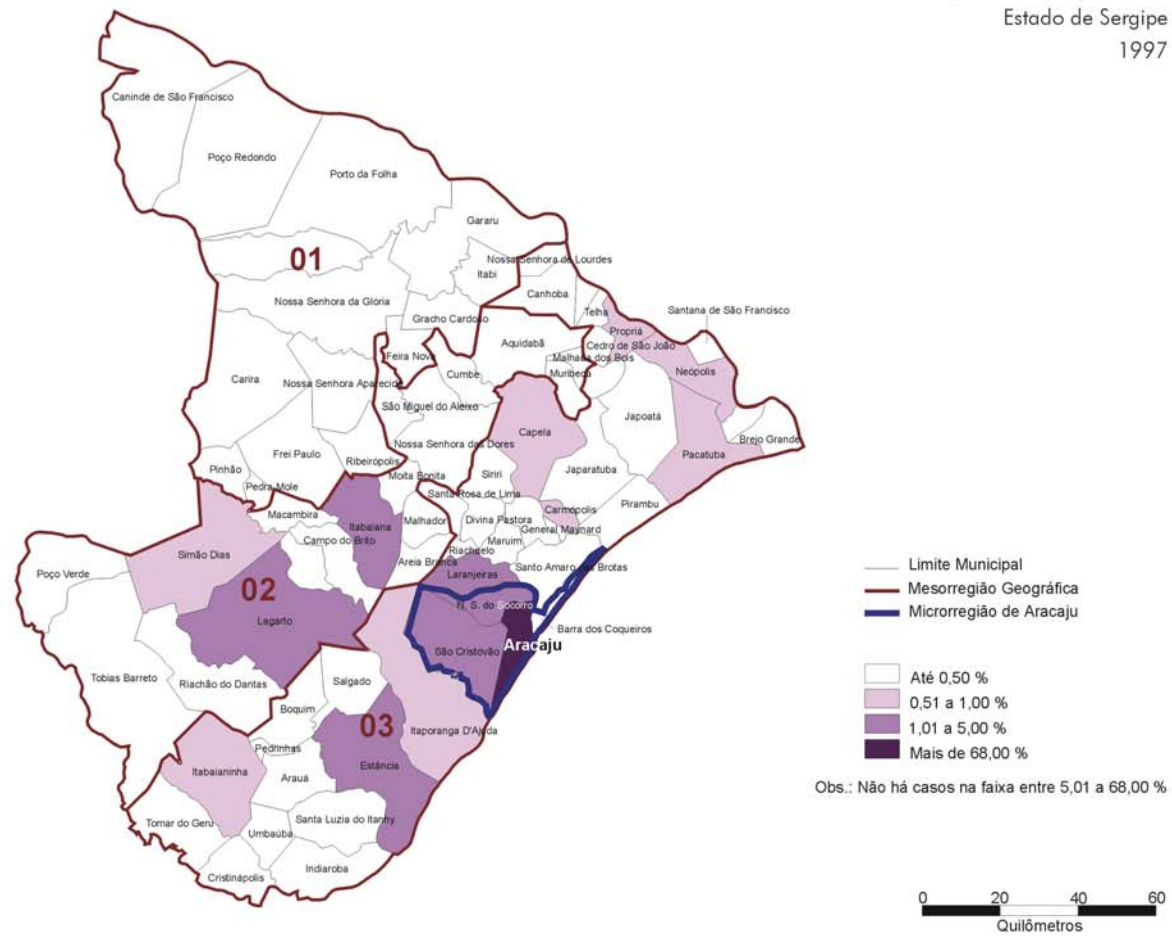 Estado de Sergipe
1997
Canindé de São Francisco
Poço Redondo
Porto da Folha
Gararu
01
Nossa Senhora de Lourdes
Itabi
Canhoba
Nossa Senhora da Glória
Telha
Santana de São Francisco
Gracho Cardoso
Propriá
Aquidabã
Cedro de São João
Feira Nova
Malhada dos Bois
Neópolis
Cumbe
Muribeca
Carira
Nossa Senhora Aparecida
São Miguel do Aleixo
Japoatã
Capela
Brejo Grande
Nossa Senhora das Dores
Pacatuba
Frei Paulo
Ribeirópolis
Pinhão
Siriri
Japaratuba
Moita Bonita
Pedra Mole
Santa Rosa de Lima
Pirambu
Macambira
Carmópolis
Itabaiana
Malhador
Divina Pastora
General Maynard
Campo do Brito
Maruim
Simão Dias
Riachuelo
Areia Branca
Santo Amaro das Brotas
Poço Verde
Laranjeiras
02
N. S. do Socorro
Lagarto
Barra dos Coqueiros
Aracaju
São Cristóvão
Tobias Barreto
Riachão do Dantas
Salgado
Boquim
03
Itaporanga D'Ajuda
Pedrinhas
Itabaianinha
Arauá
Estância
Tomar do Geru
Santa Luzia do Itanhy
Umbaúba
Indiaroba
Cristinápolis
Limite Municipal
Mesorregião Geográfica
Microrregião de Aracaju
Até 0,50 %
0,51 a 1,00 %
1,01 a 5,00 %
Mais de 68,00 %
Obs.: Não há casos na faixa entre 5,01 a 68,00 %
0 20 40 60
Quilômetros